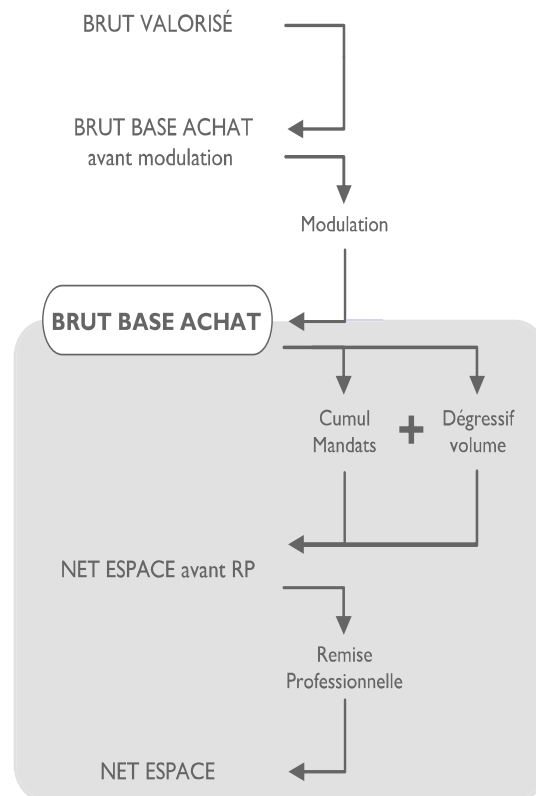 BRUT VALORISÉ
BRUT BASE ACHAT
avant modulation
Modulation
BRUT BASE ACHAT
Cumul
Mandats
+
Dégressif
volume
NET ESPACE avant RP
Remise
Professionnelle
NET ESPACE